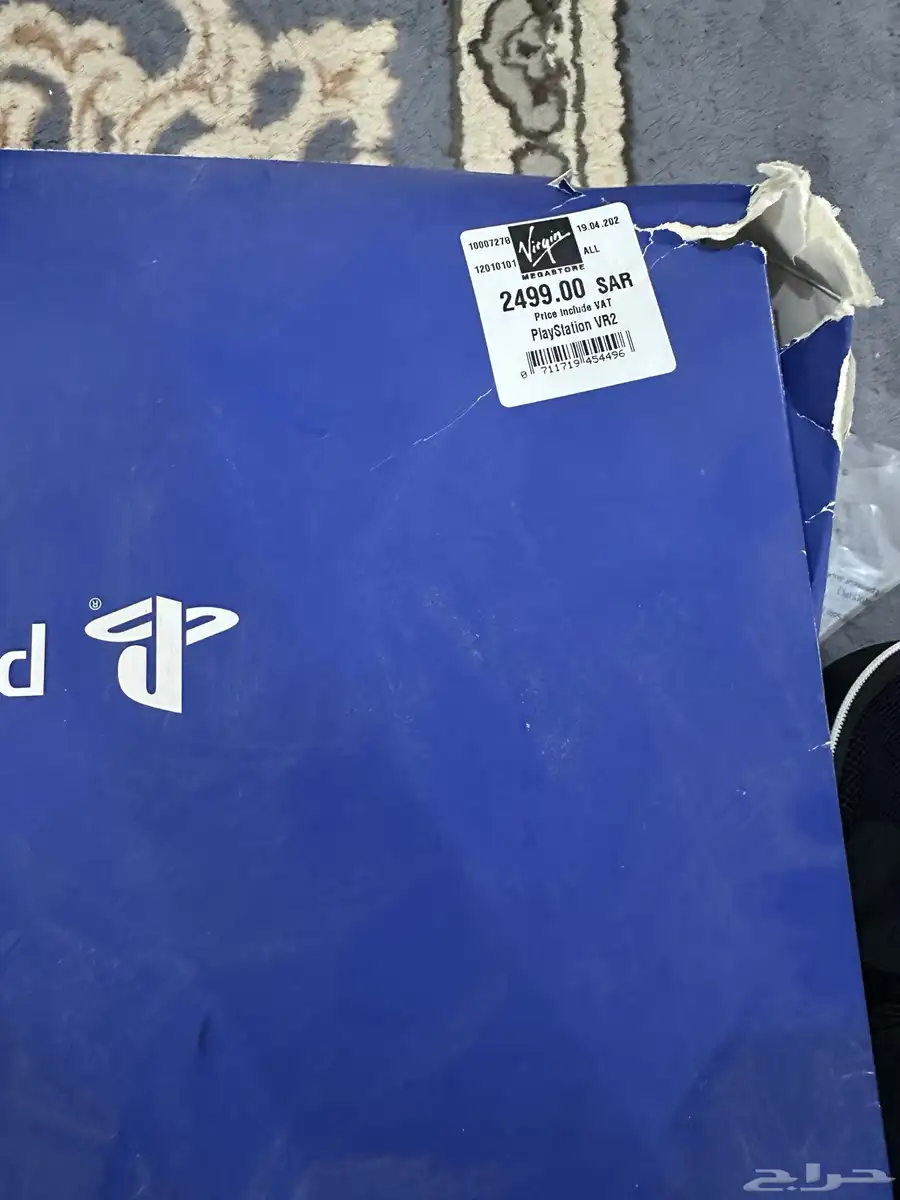 10007278 Virgin 19.04.202
12010101 MEGASTORE ALL
2499.00 SAR
Price Include VAT
PlayStation VR2
0 711719 454496
®
حراج